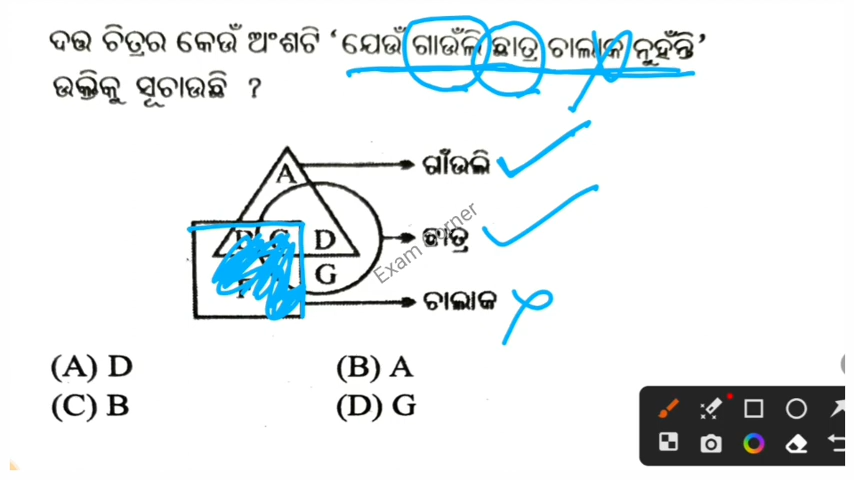 ଦତ୍ତ ଚିତ୍ରର କେଉଁ ଅଂଶଟି ‘ଯେଉଁ ଗାଉଁଲି ଛାତ୍ର ଚାଲାକ ନୁହଁନ୍ତି’
ଉକ୍ତିକୁ ସୂଚାଉଛି ?
A
ଗାଁଉଲି
D
ଛାତ୍ର
Exam Corner
G
ଚାଲାକ
(A) D
(B) A
(C) B
(D) G